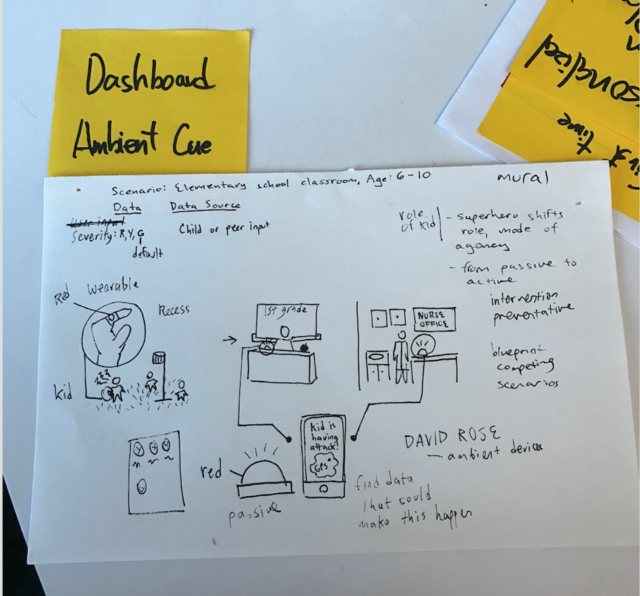 Dashboard
Ambient Cue
time
Scenario: Elementary school classroom, Age: 6-10
mural
Data
Data Source
Severity: R, Y, G
default
Child or peer input
role
of kid
- superhero shifts
role, mode of
agency
- from passive to
active
intervention
preventative
blueprint
competing
scenarios
Red
wearable
Recess
kid
1st grade
NURSE
OFFICE
Kid is
having
attack!
GPS
red
passive
DAVID ROSE
- ambient devices
find data
that could
make this happen